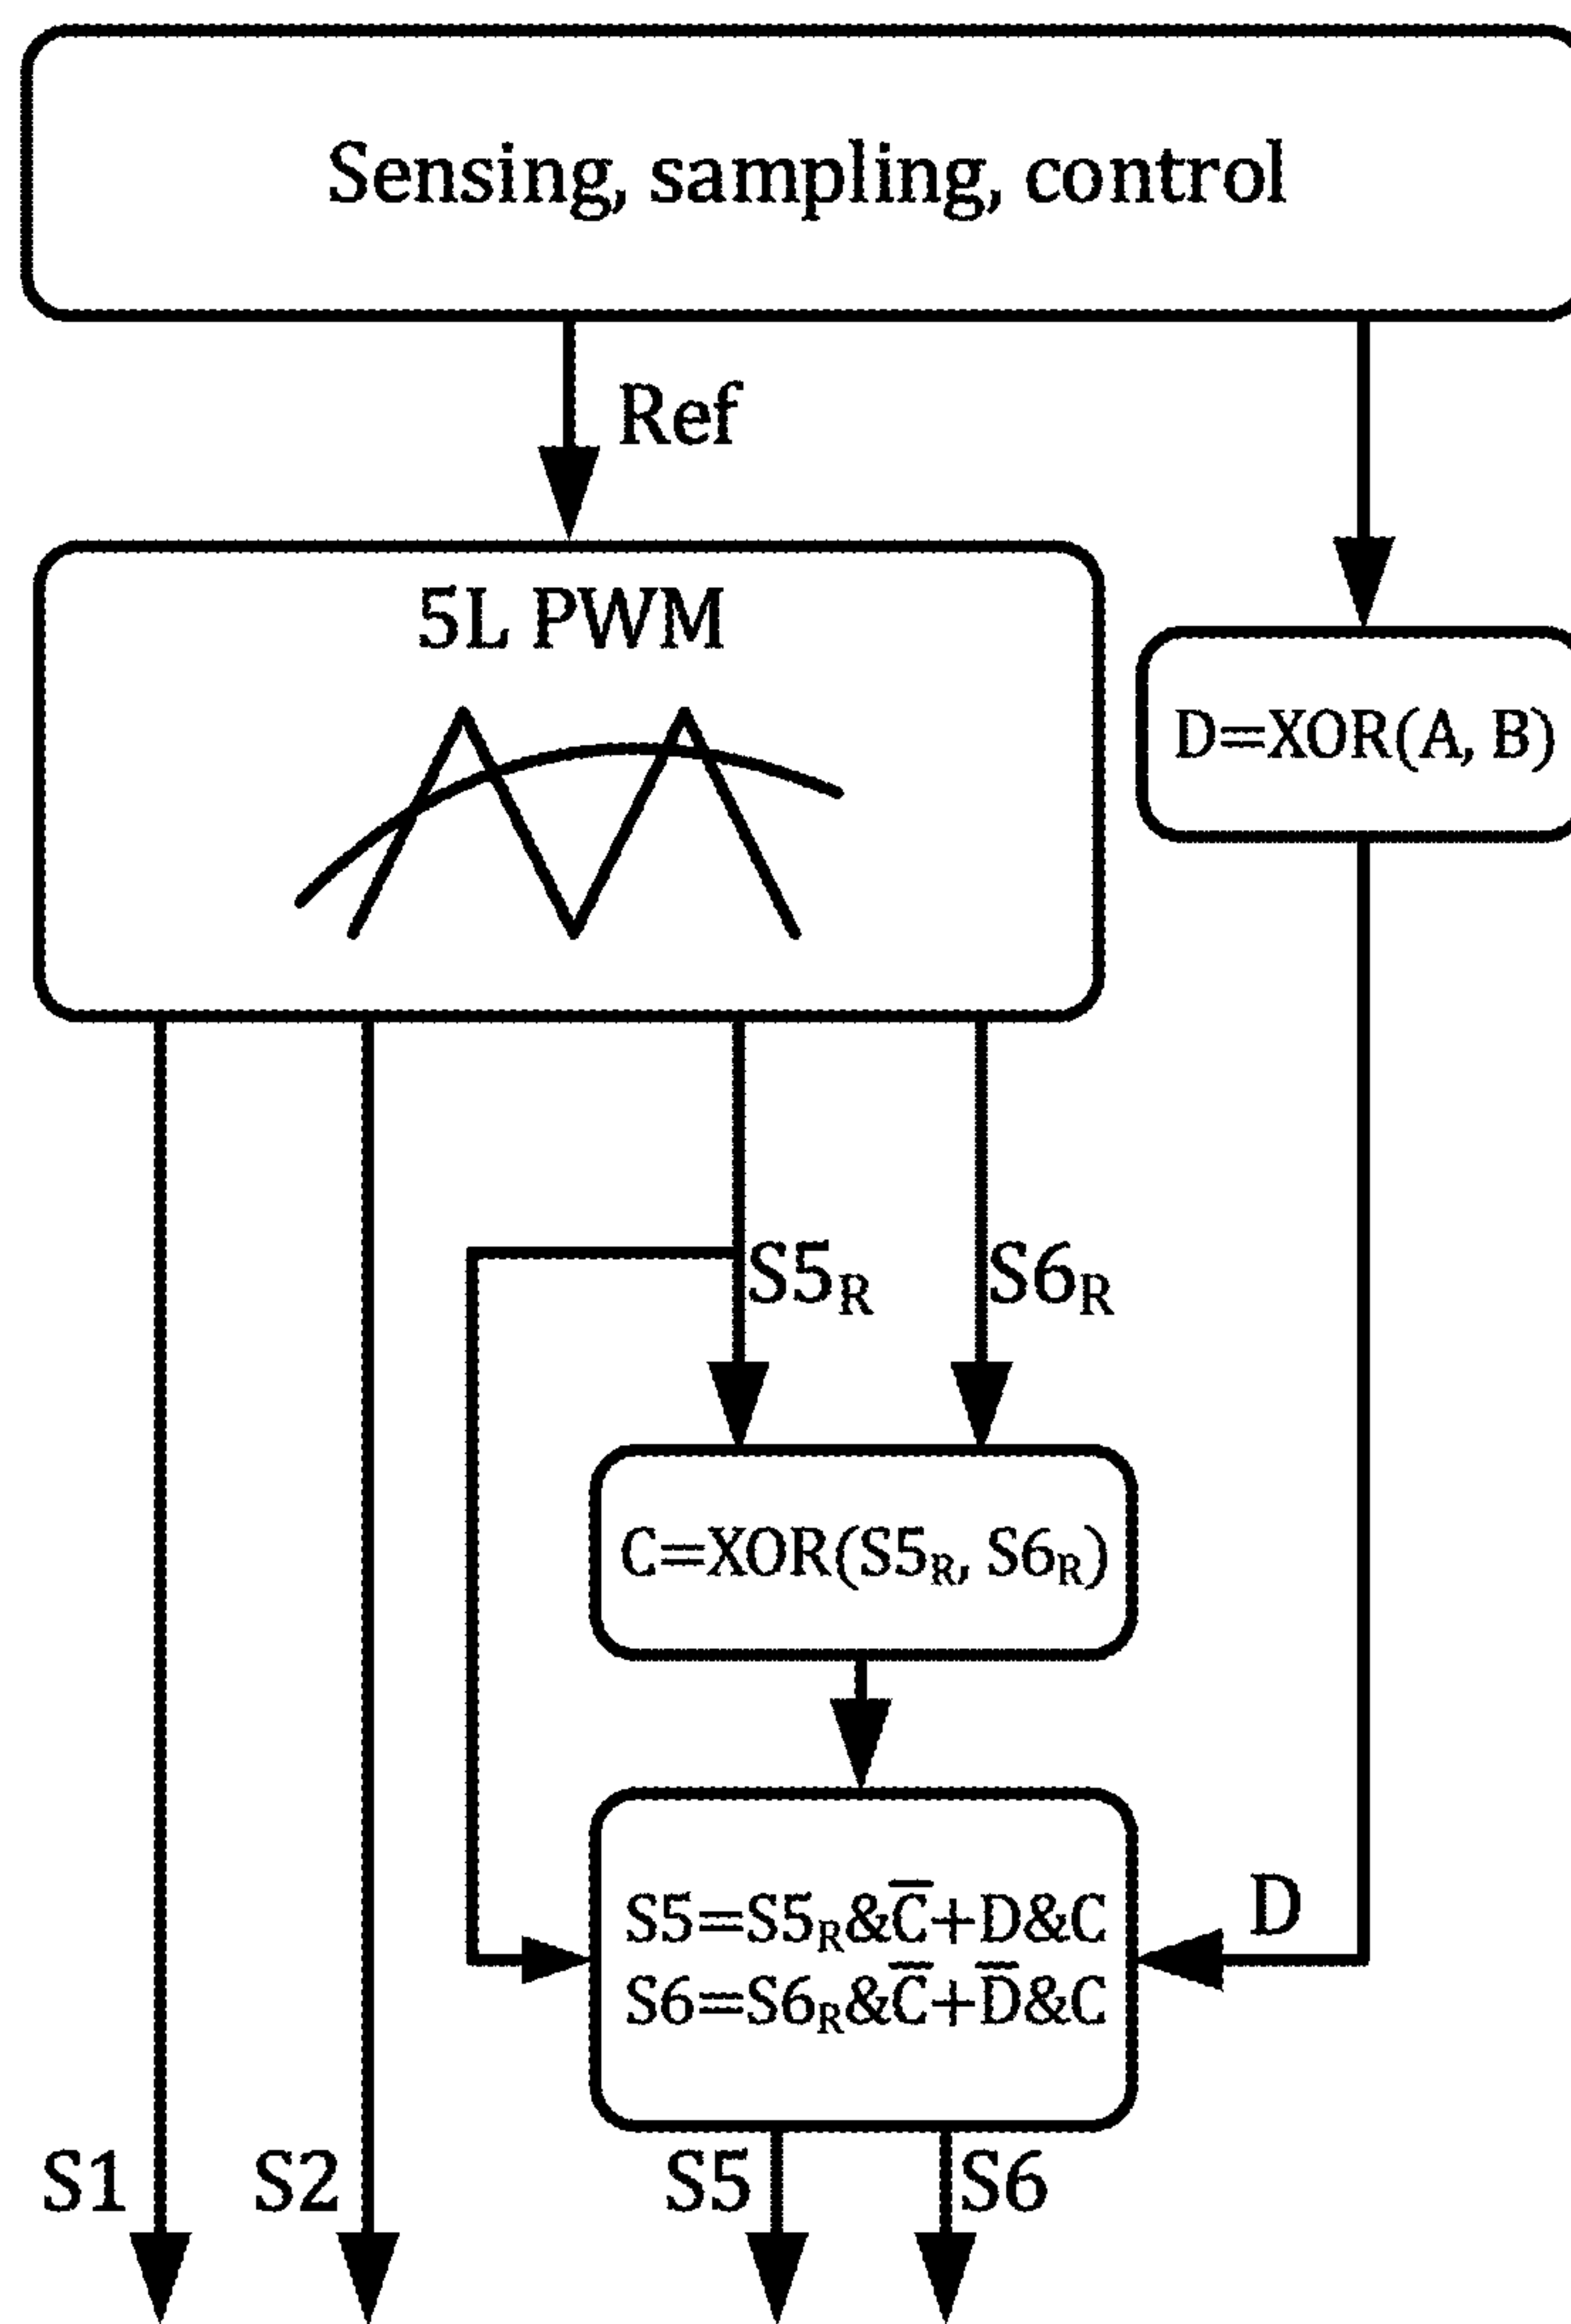 Sensing, sampling, control
Ref
5L PWM
D=XOR(A, B)
S5R
S6R
C=XOR(S5R, S6R)
D
S5=S5R&C̅+D&C
S6=S6R&C̅+D̅&C
S1
S2
S5
S6